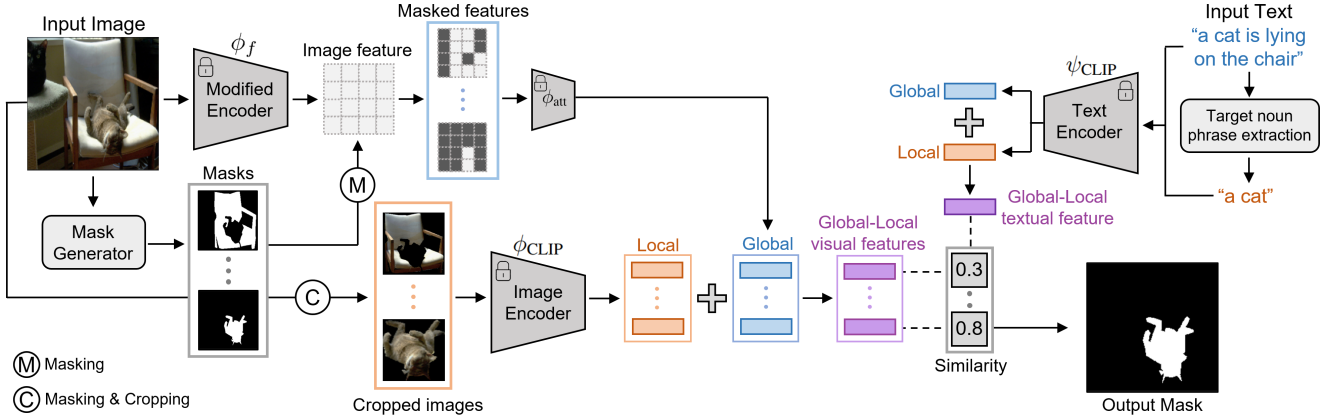 Input Image
ϕf
Modified
Encoder
Image feature
Masked features
ϕatt
Mask
Generator
Masks
M
C
M Masking
C Masking & Cropping
Cropped images
ϕCLIP
Image
Encoder
Local
Global
Global-Local
visual features
Input Text
“a cat is lying
on the chair”
Target noun
phrase extraction
“a cat”
ψCLIP
Text
Encoder
Global
Local
Global-Local
textual feature
0.3
0.8
Similarity
Output Mask